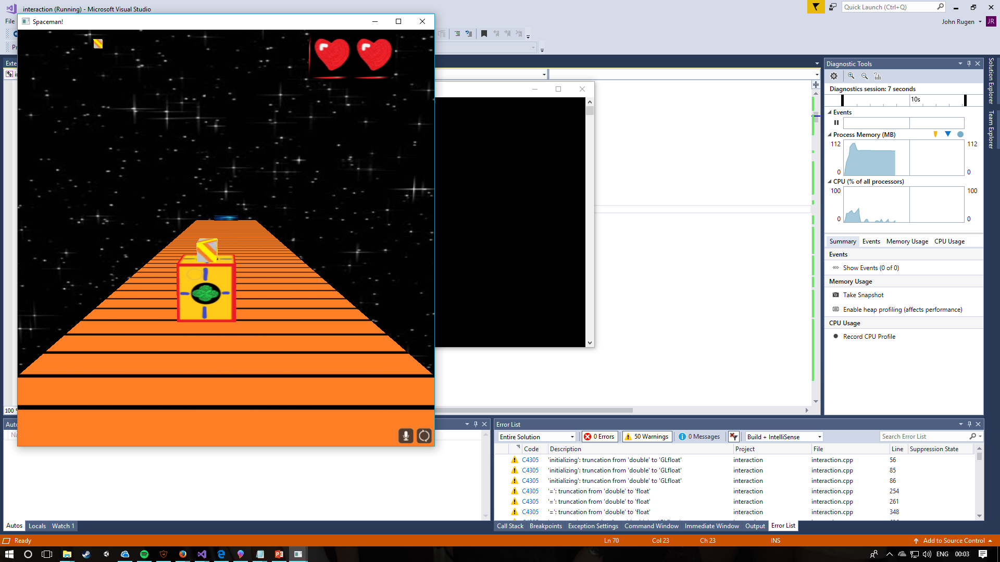 interaction (Running) - Microsoft Visual Studio
Quick Launch (Ctrl+Q)
File
John Rugen
JR
Spaceman!
Diagnostic Tools
Diagnostics session: 7 seconds
10s
Events
Process Memory (MB)
112 112
0 0
CPU (% of all processors)
100 100
0 0
Summary Events Memory Usage CPU Usage
Events
Show Events (0 of 0)
Memory Usage
Take Snapshot
Enable heap profiling (affects performance)
CPU Usage
Record CPU Profile
Solution Explorer
Team Explorer
100 %
Autos Locals Watch 1
Error List
Entire Solution
0 Errors
50 Warnings
0 Messages
Build + IntelliSense
Search Error List
Code Description Project File Line Suppression State
C4305 'initializing': truncation from 'double' to 'GLfloat' interaction interaction.cpp 56
C4305 'initializing': truncation from 'double' to 'GLfloat' interaction interaction.cpp 85
C4305 'initializing': truncation from 'double' to 'GLfloat' interaction interaction.cpp 86
C4305 '=': truncation from 'double' to 'float' interaction interaction.cpp 254
C4305 '=': truncation from 'double' to 'float' interaction interaction.cpp 261
C4305 '=': truncation from 'double' to 'float' interaction interaction.cpp 348
Call Stack Breakpoints Exception Settings Command Window Immediate Window Output Error List
Ready
Ln 70 Col 23 Ch 23 INS
Add to Source Control
ENG 00:03